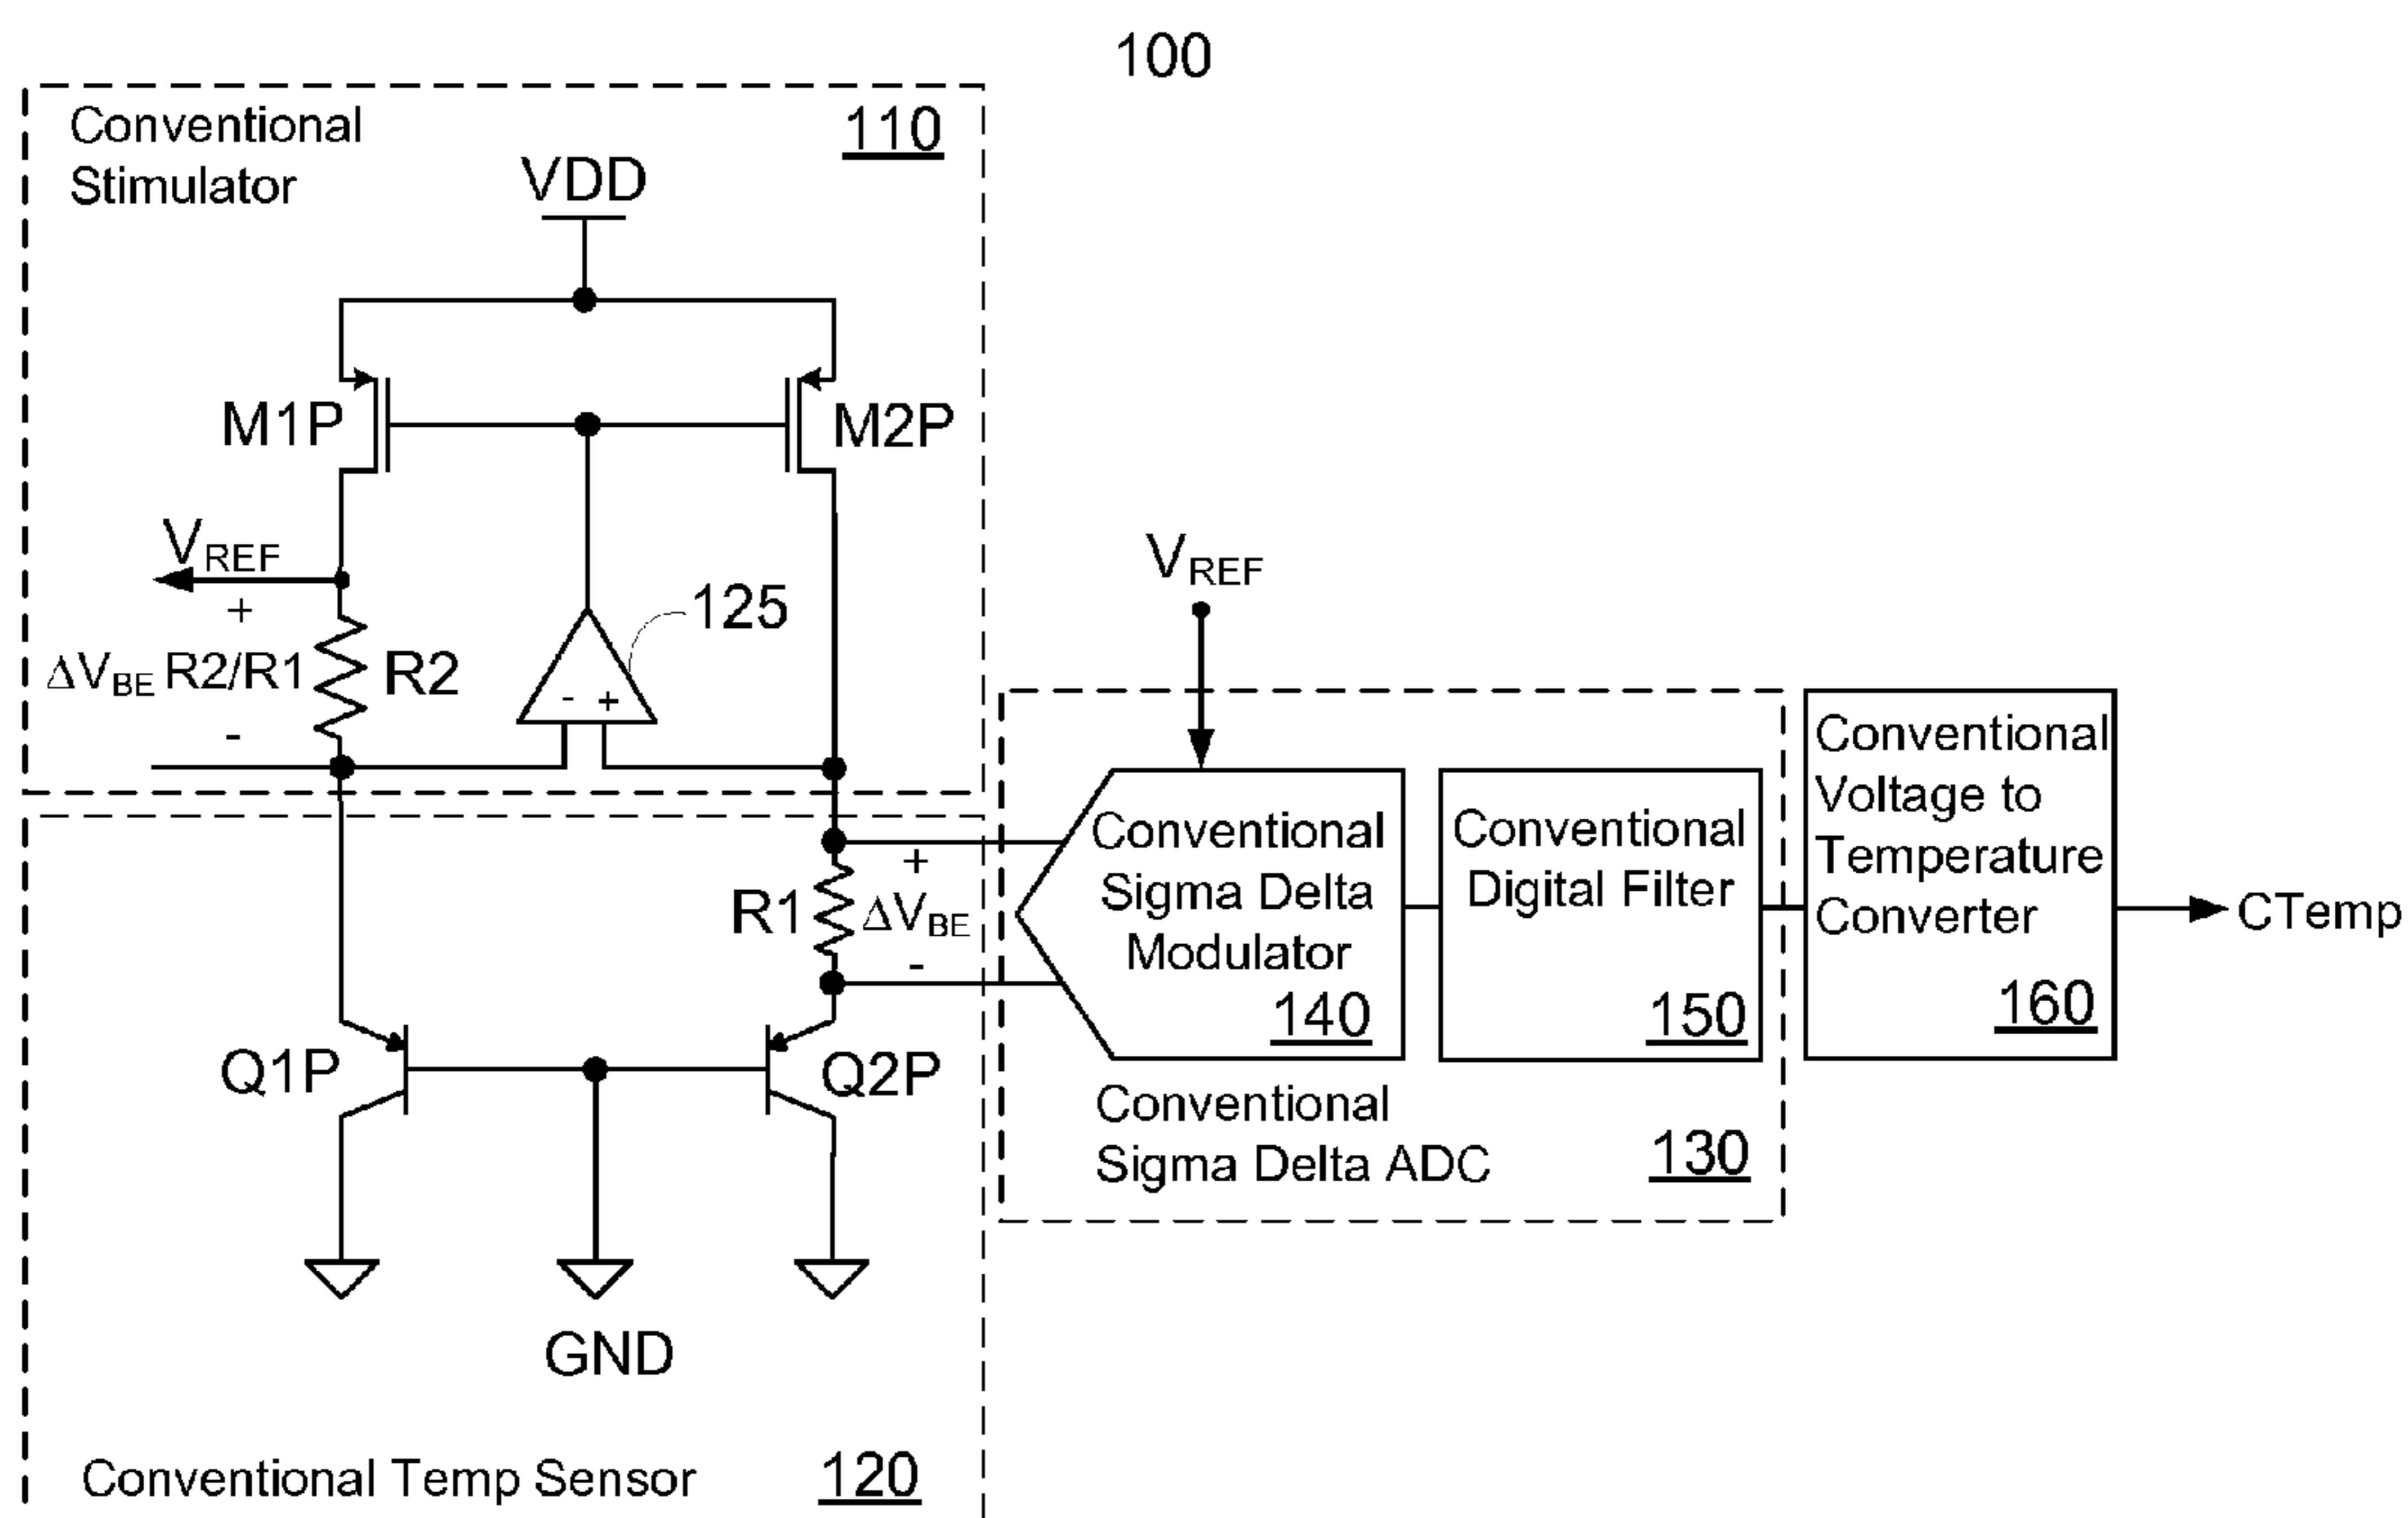 100
Conventional
Stimulator
110
VDD
M1P
M2P
VREF
+
ΔVBE R2/R1
-
R2
125
- +
VREF
+
R1
ΔVBE
-
Conventional
Sigma Delta
Modulator
140
Conventional
Digital Filter
150
Conventional
Voltage to
Temperature
Converter
160
CTemp
Conventional
Sigma Delta ADC
130
Q1P
Q2P
GND
Conventional Temp Sensor
120